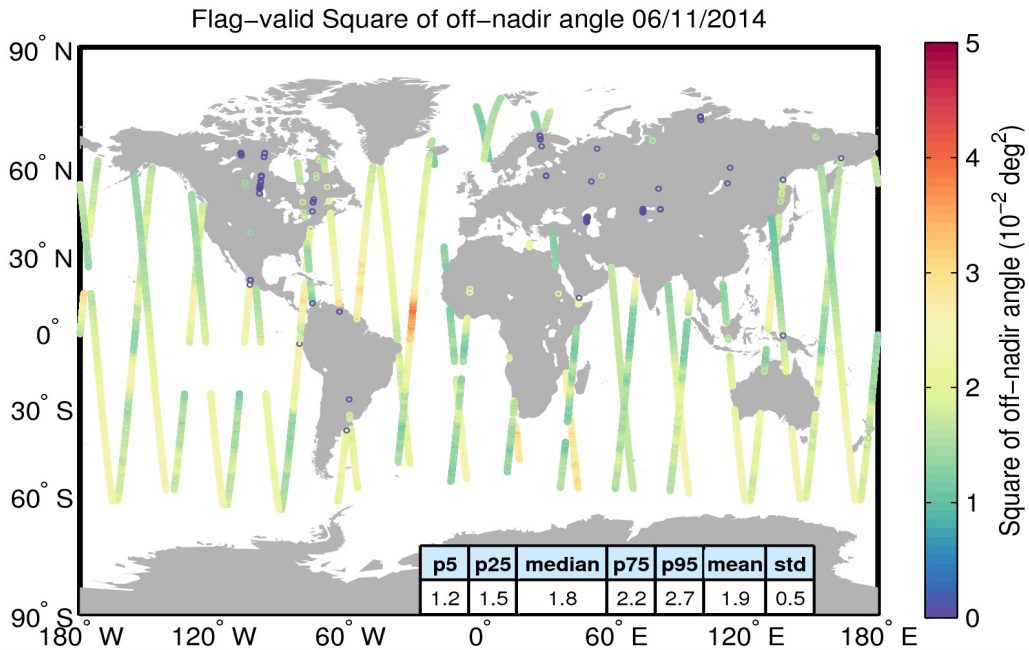 Flag−valid Square of off−nadir angle 06/11/2014
90° N
60° N
30° N
0°
30° S
60° S
90° S
180° W
120° W
60° W
0°
60° E
120° E
180° E
p5 p25 median p75 p95 mean std
1.2 1.5 1.8 2.2 2.7 1.9 0.5
5
4
3
2
1
0
Square of off−nadir angle (10⁻² deg²)